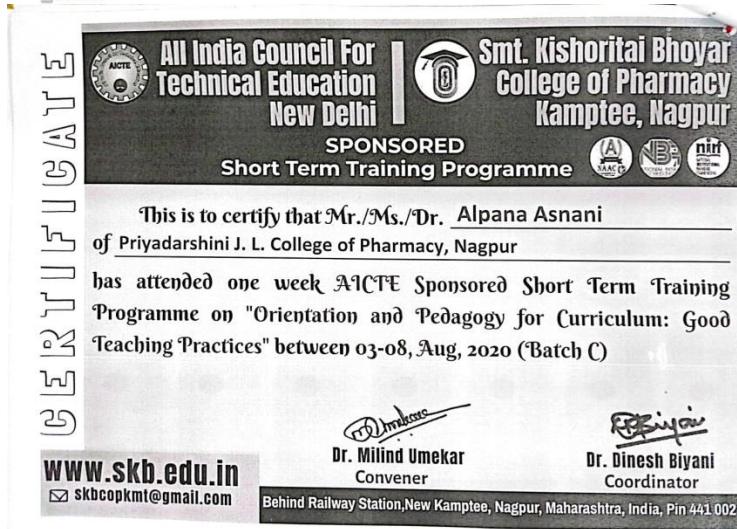 CERTIFICATE
AICTE
All India Council For
Technical Education
New Delhi
Smt. Kishoritai Bhoyar
College of Pharmacy
Kamptee, Nagpur
SPONSORED
Short Term Training Programme
NAAC
nirf
This is to certify that Mr./Ms./Dr. Alpana Asnani
of Priyadarshini J. L. College of Pharmacy, Nagpur
has attended one week AICTE Sponsored Short Term Training
Programme on "Orientation and Pedagogy for Curriculum: Good
Teaching Practices" between 03-08, Aug, 2020 (Batch C)
Dr. Milind Umekar
Convener
Dr. Dinesh Biyani
Coordinator
www.skb.edu.in
skbcopkmt@gmail.com
Behind Railway Station,New Kamptee, Nagpur, Maharashtra, India, Pin 441 002